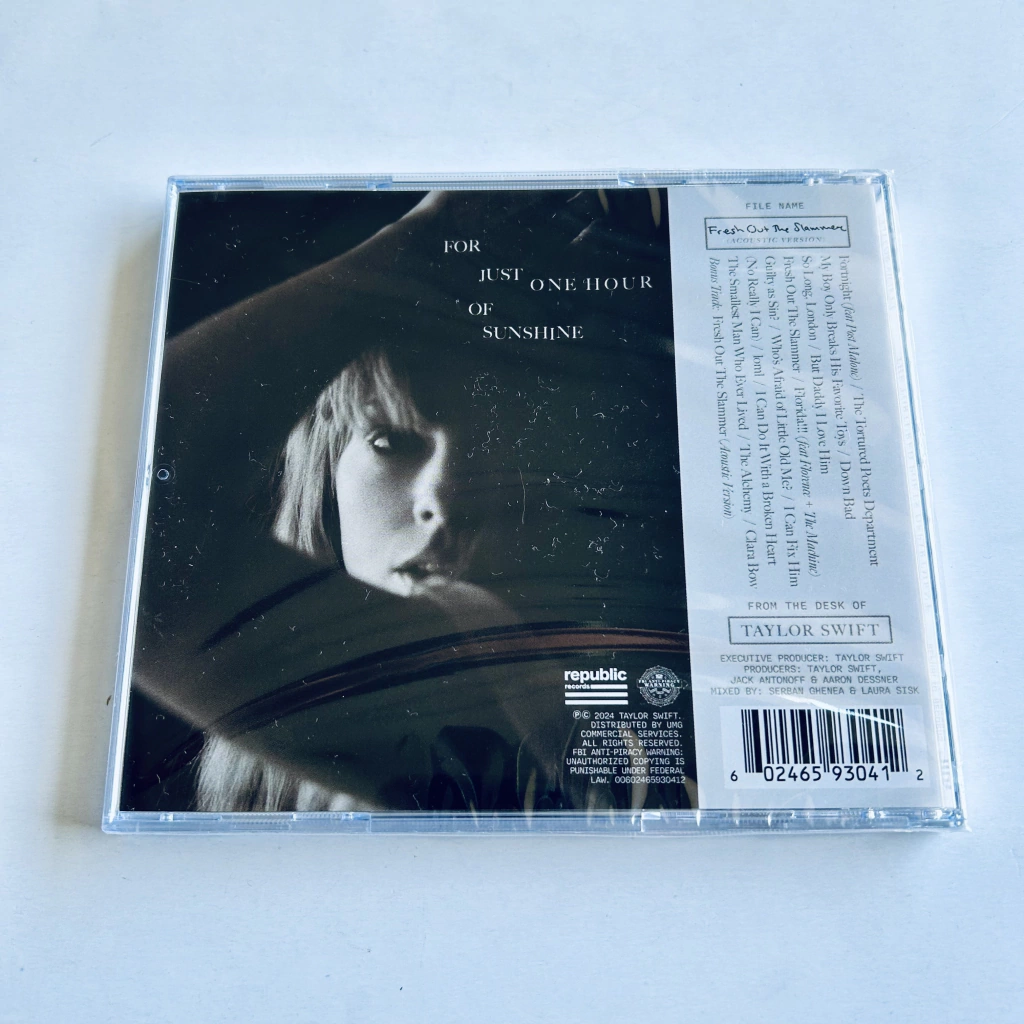 FOR
JUST ONE HOUR
OF
SUNSHINE
republic
records
FBI ANTI-PIRACY
WARNING
℗© 2024 TAYLOR SWIFT.
DISTRIBUTED BY UMG
COMMERCIAL SERVICES.
ALL RIGHTS RESERVED.
FBI ANTI-PIRACY WARNING:
UNAUTHORIZED COPYING IS
PUNISHABLE UNDER FEDERAL
LAW. 00602465930412
FILE NAME
Fresh Out The Slammer
(ACOUSTIC VERSION)
Fortnight (feat Post Malone) / The Tortured Poets Department
My Boy Only Breaks His Favorite Toys / Down Bad
So Long, London / But Daddy I Love Him
Fresh Out The Slammer / Florida!!! (feat Florence + The Machine)
Guilty as Sin? / Who's Afraid of Little Old Me? / I Can Fix Him
(No Really I Can) / loml / I Can Do It With a Broken Heart
The Smallest Man Who Ever Lived / The Alchemy / Clara Bow
Bonus Track: Fresh Out The Slammer (Acoustic Version)
FROM THE DESK OF
TAYLOR SWIFT
EXECUTIVE PRODUCER: TAYLOR SWIFT
PRODUCERS: TAYLOR SWIFT,
JACK ANTONOFF & AARON DESSNER
MIXED BY: SERBAN GHENEA & LAURA SISK
6 02465 93041 2